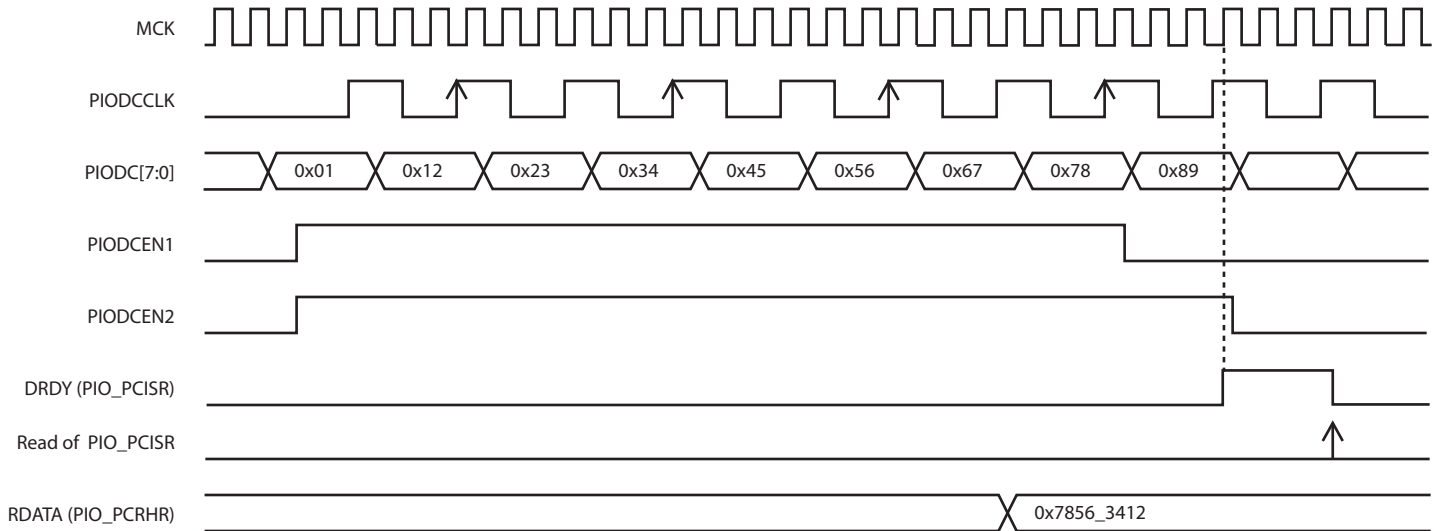 MCK
PIODCCLK
PIODC[7:0] 0x01 0x12 0x23 0x34 0x45 0x56 0x67 0x78 0x89
PIODCEN1
PIODCEN2
DRDY (PIO_PCISR)
Read of PIO_PCISR
RDATA (PIO_PCRHR) 0x7856_3412